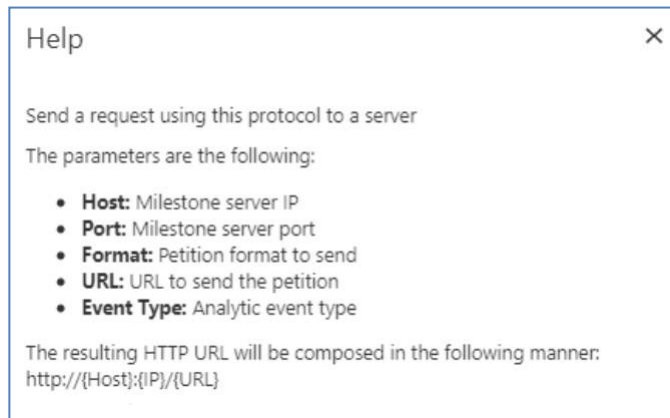 Help
Send a request using this protocol to a server
The parameters are the following:
• Host: Milestone server IP
• Port: Milestone server port
• Format: Petition format to send
• URL: URL to send the petition
• Event Type: Analytic event type
The resulting HTTP URL will be composed in the following manner:
http://{Host}:{IP}/{URL}